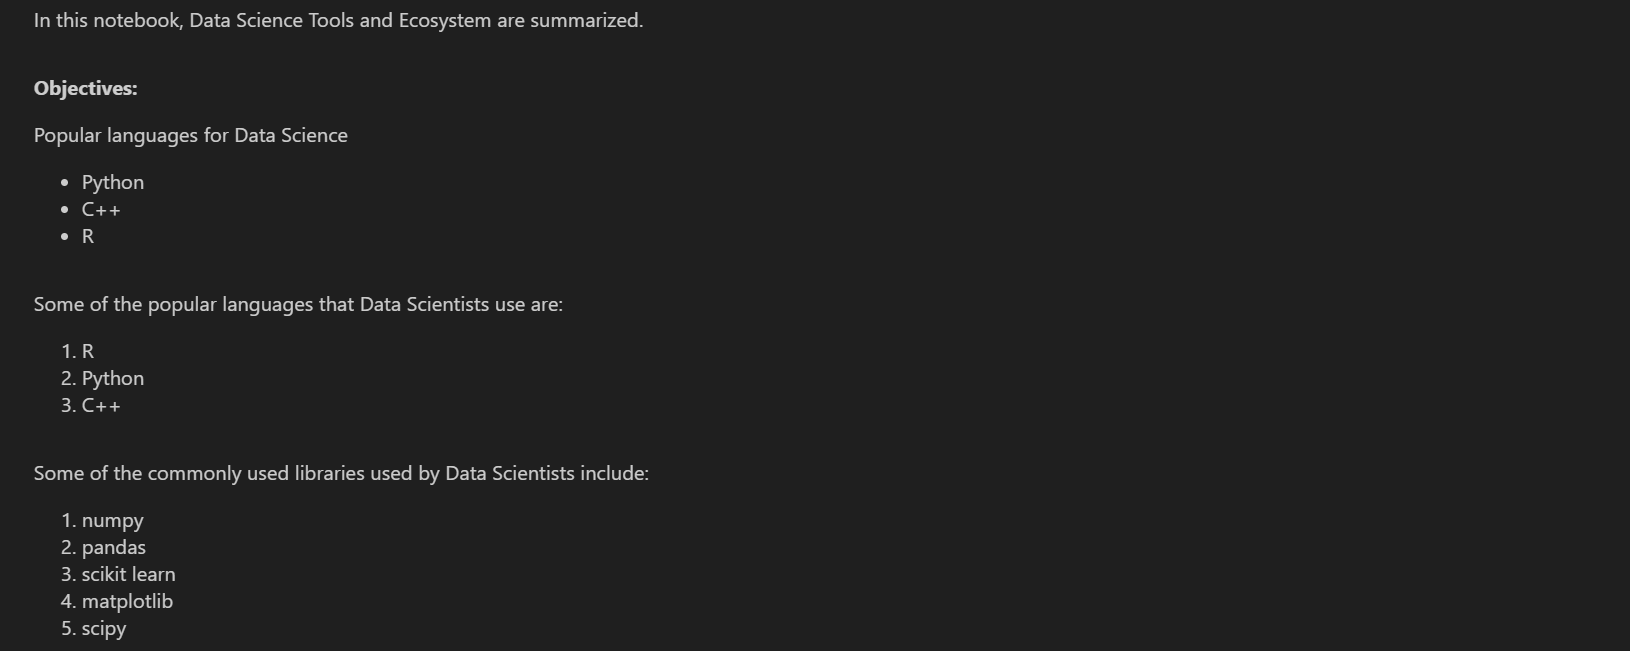 In this notebook, Data Science Tools and Ecosystem are summarized.
Objectives:
Popular languages for Data Science
• Python
• C++
• R
Some of the popular languages that Data Scientists use are:
1. R
2. Python
3. C++
Some of the commonly used libraries used by Data Scientists include:
1. numpy
2. pandas
3. scikit learn
4. matplotlib
5. scipy